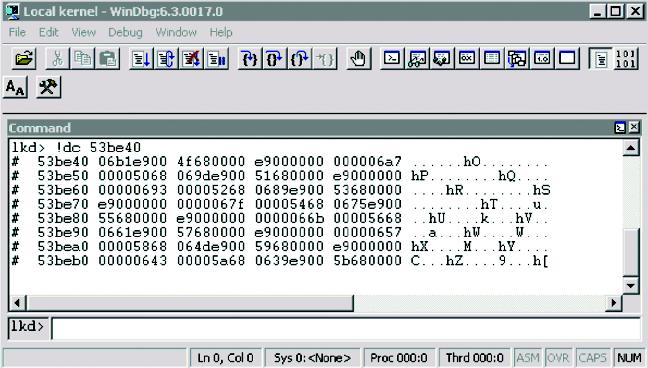 Local kernel - WinDbg:6.3.0017.0
File Edit View Debug Window Help
101
101
AA
Command
lkd> !dc 53be40
# 53be40 06b1e900 4f680000 e9000000 000006a7 ......hO........
# 53be50 00005068 069de900 51680000 e9000000 hP........hQ....
# 53be60 00000693 00005268 0689e900 53680000 ....hR........hS
# 53be70 e9000000 0000067f 00005468 0675e900 ........hT....u.
# 53be80 55680000 e9000000 0000066b 00005668 ..hU....k...hV..
# 53be90 0661e900 57680000 e9000000 00000657 ..a...hW....W...
# 53bea0 00005868 064de900 59680000 e9000000 hX....M...hY....
# 53beb0 00000643 00005a68 0639e900 5b680000 C...hZ....9...h[
lkd>
Ln 0, Col 0 Sys 0:<None> Proc 000:0 Thrd 000:0 ASM OVR CAPS NUM